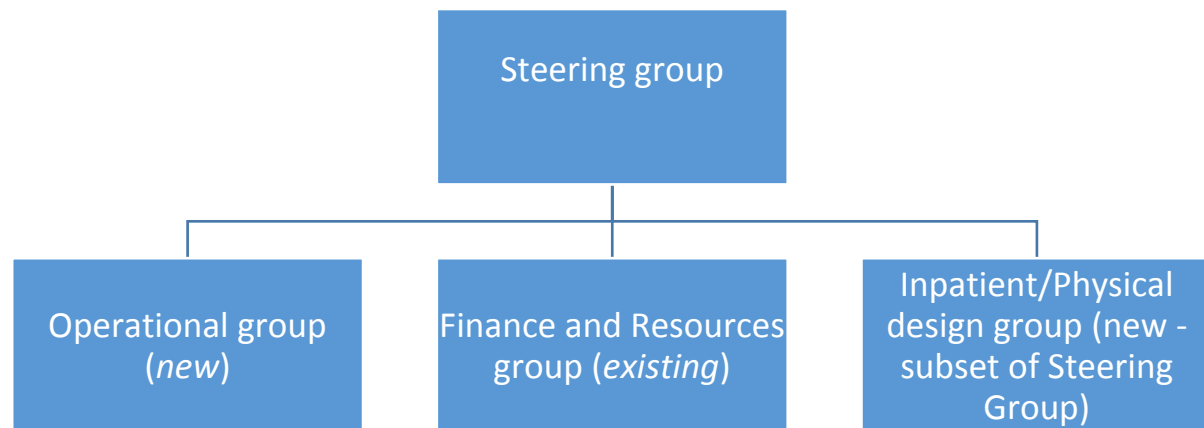 Steering group
Operational group
(new)
Finance and Resources
group (existing)
Inpatient/Physical
design group (new -
subset of Steering
Group)